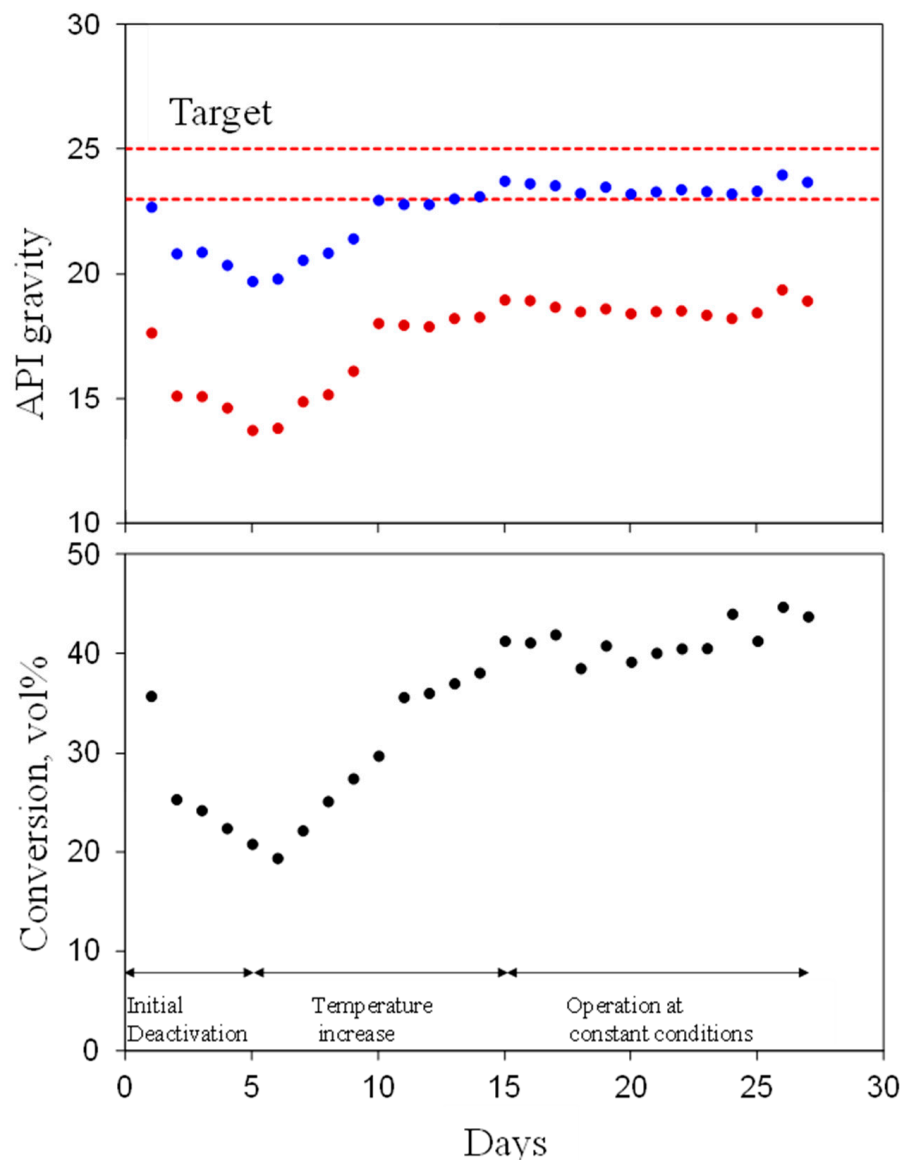 30
Target
25
20
15
10
API gravity
50
40
30
20
10
0
Conversion, vol%
Initial
Deactivation
Temperature
increase
Operation at
constant conditions
0 5 10 15 20 25 30
Days